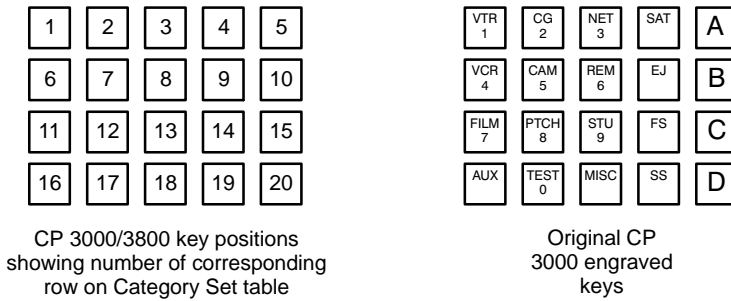 1 2 3 4 5
6 7 8 9 10
11 12 13 14 15
16 17 18 19 20
CP 3000/3800 key positions
showing number of corresponding
row on Category Set table
VTR CG NET SAT A
1 2 3
VCR CAM REM EJ B
4 5 6
FILM PTCH STU FS C
7 8 9
AUX TEST MISC SS D
0
Original CP
3000 engraved
keys